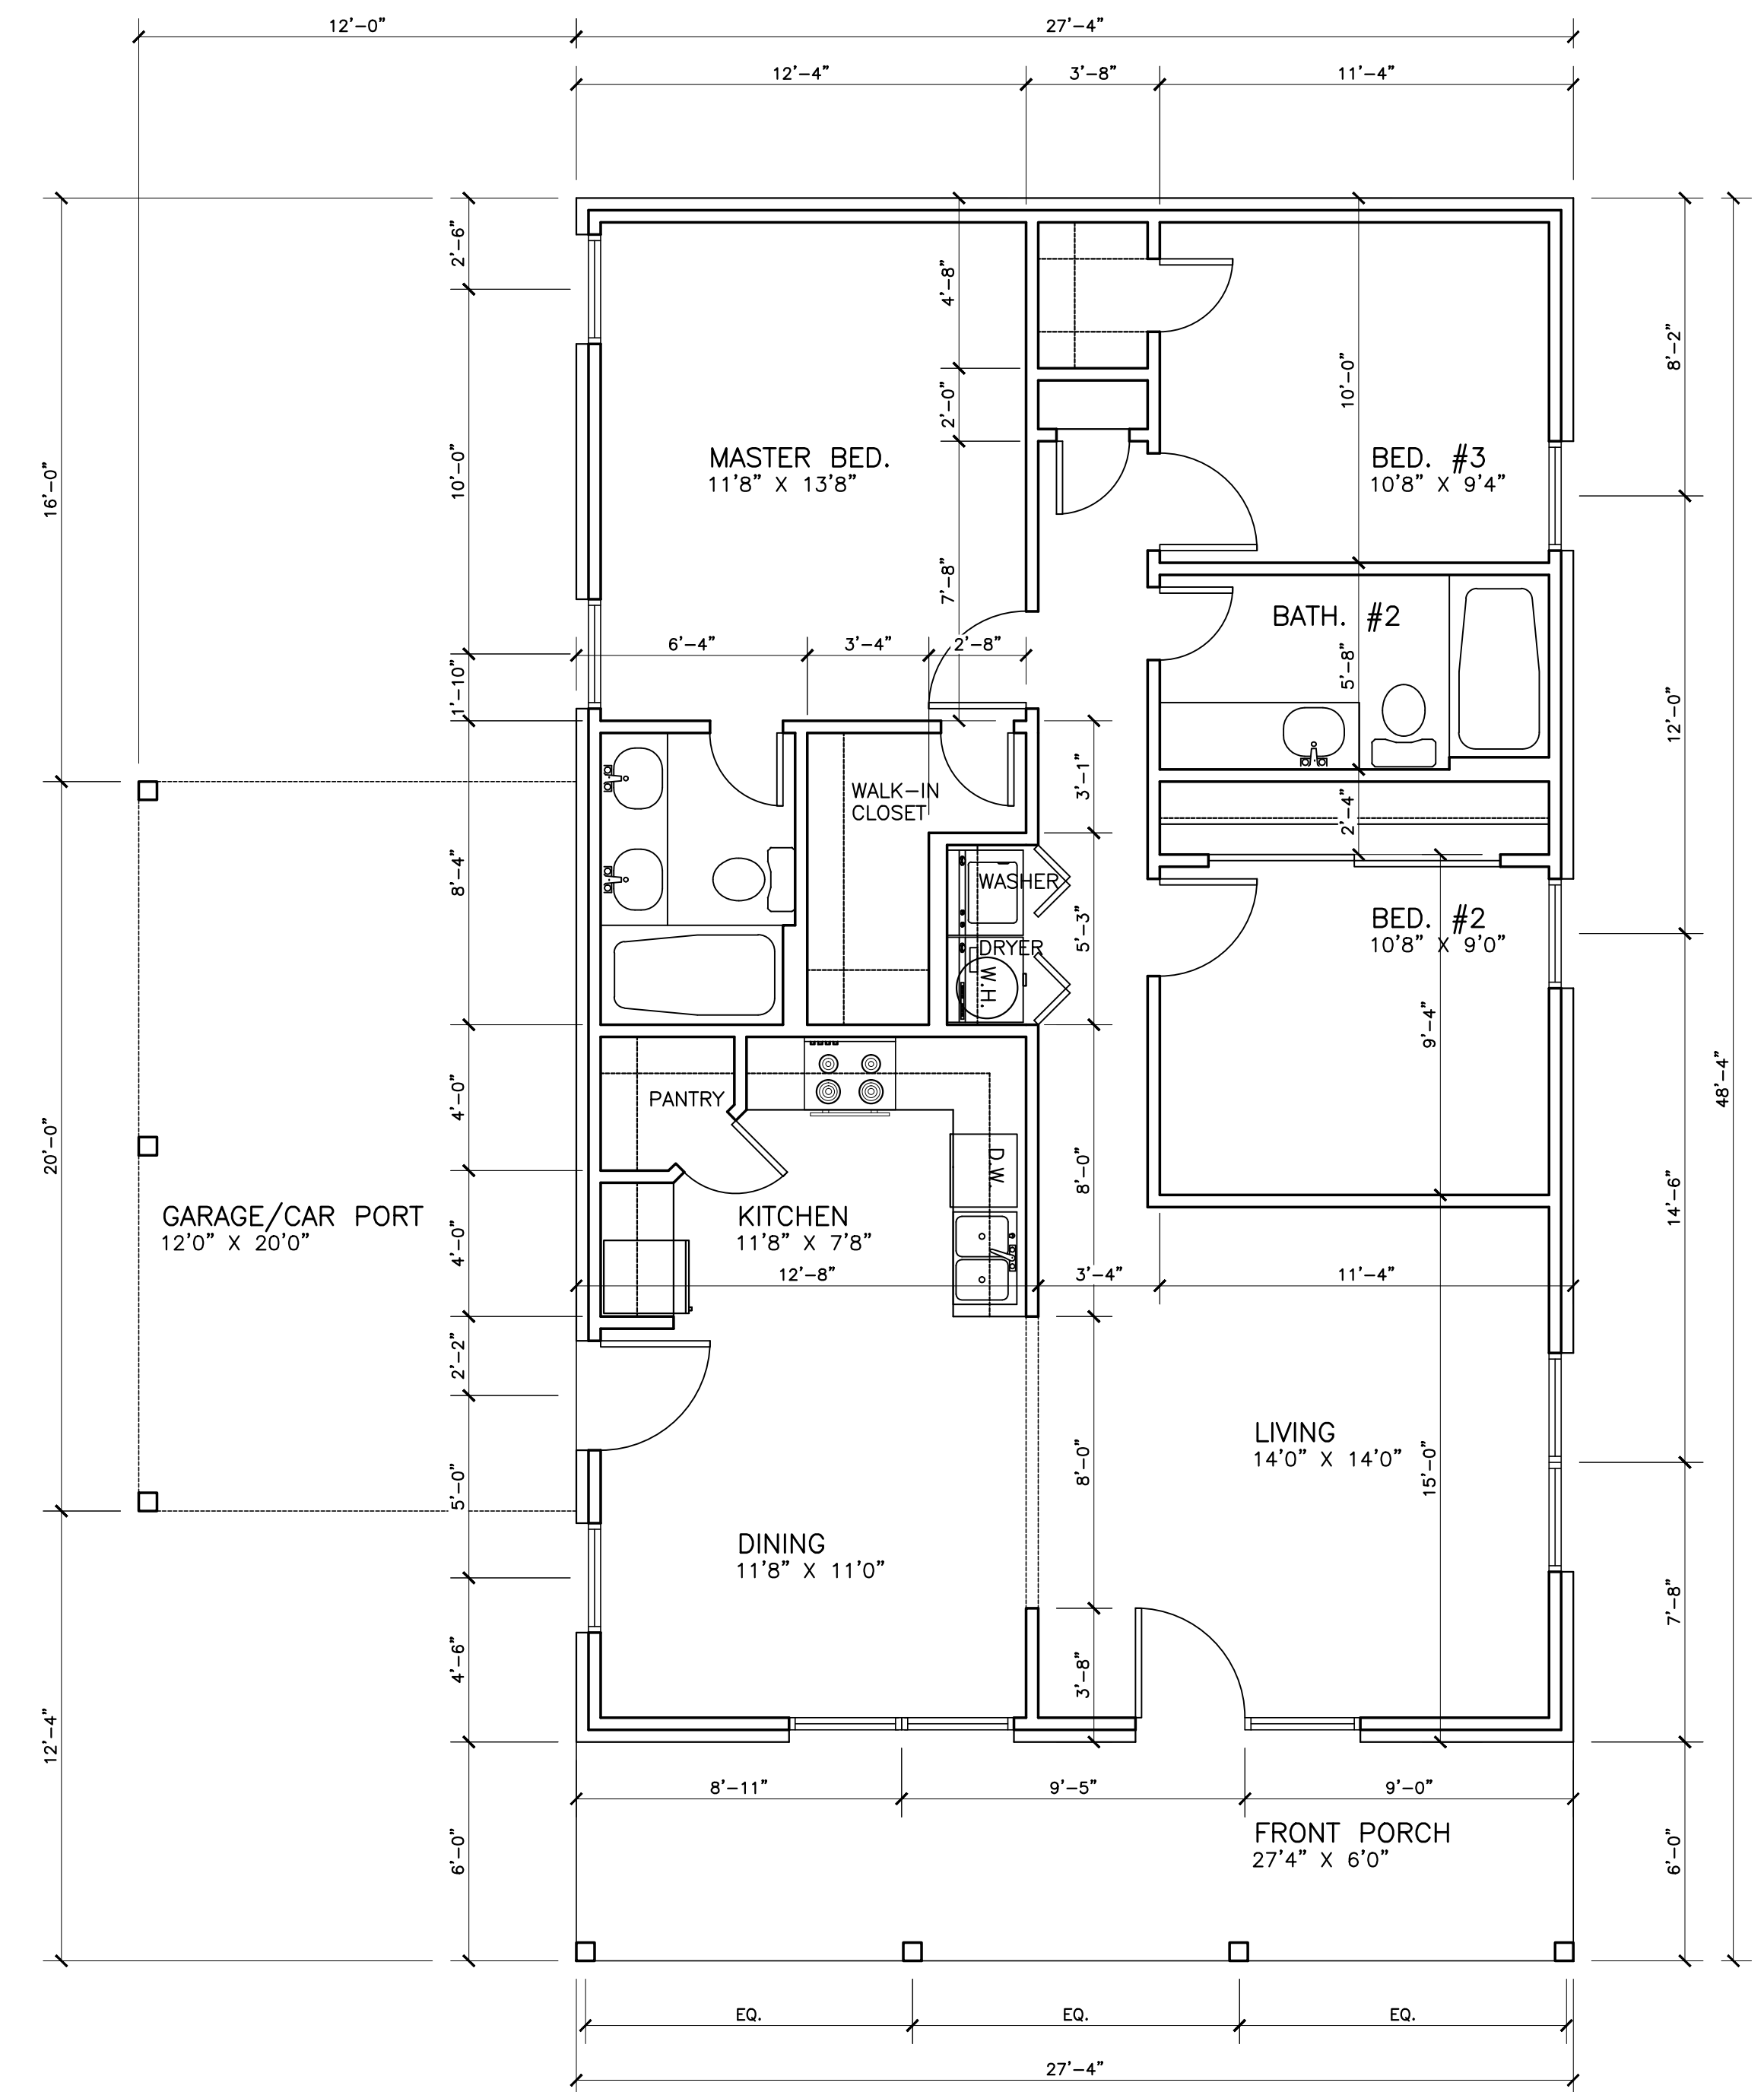 12'-0" 27'-4"
12'-4" 3'-8" 11'-4"
2'-6"
4'-8"
8'-2"
10'-0"
2'-0"
16'-0"
10'-0"
MASTER BED.
11'8" X 13'8"
BED. #3
10'8" X 9'4"
7'-8"
BATH. #2
6'-4" 3'-4" 2'-8"
5'-8"
1'-10"
12'-0"
3'-1"
WALK-IN
CLOSET
2'-4"
8'-4"
WASHER
5'-3"
BED. #2
10'8" X 9'0"
DRYER
W.H.
9'-4"
48'-4"
4'-0"
PANTRY
20'-0"
8'-0"
D.W.
14'-6"
GARAGE/CAR PORT
12'0" X 20'0"
KITCHEN
11'8" X 7'8"
4'-0"
12'-8" 3'-4" 11'-4"
2'-2"
LIVING
14'0" X 14'0"
8'-0"
15'-0"
5'-0"
DINING
11'8" X 11'0"
7'-8"
4'-6"
3'-8"
12'-4"
8'-11" 9'-5" 9'-0"
FRONT PORCH
27'4" X 6'0"
6'-0"
6'-0"
EQ. EQ. EQ.
27'-4"